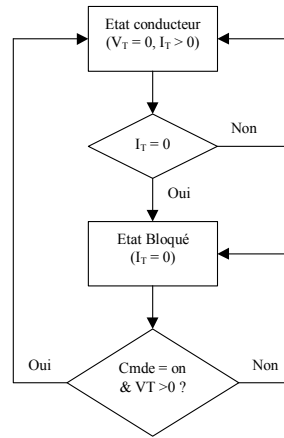 Etat conducteur
(V_T = 0, I_T > 0)
I_T = 0
Non
Oui
Etat Bloqué
(I_T = 0)
Cmde = on
& VT >0 ?
Oui
Non